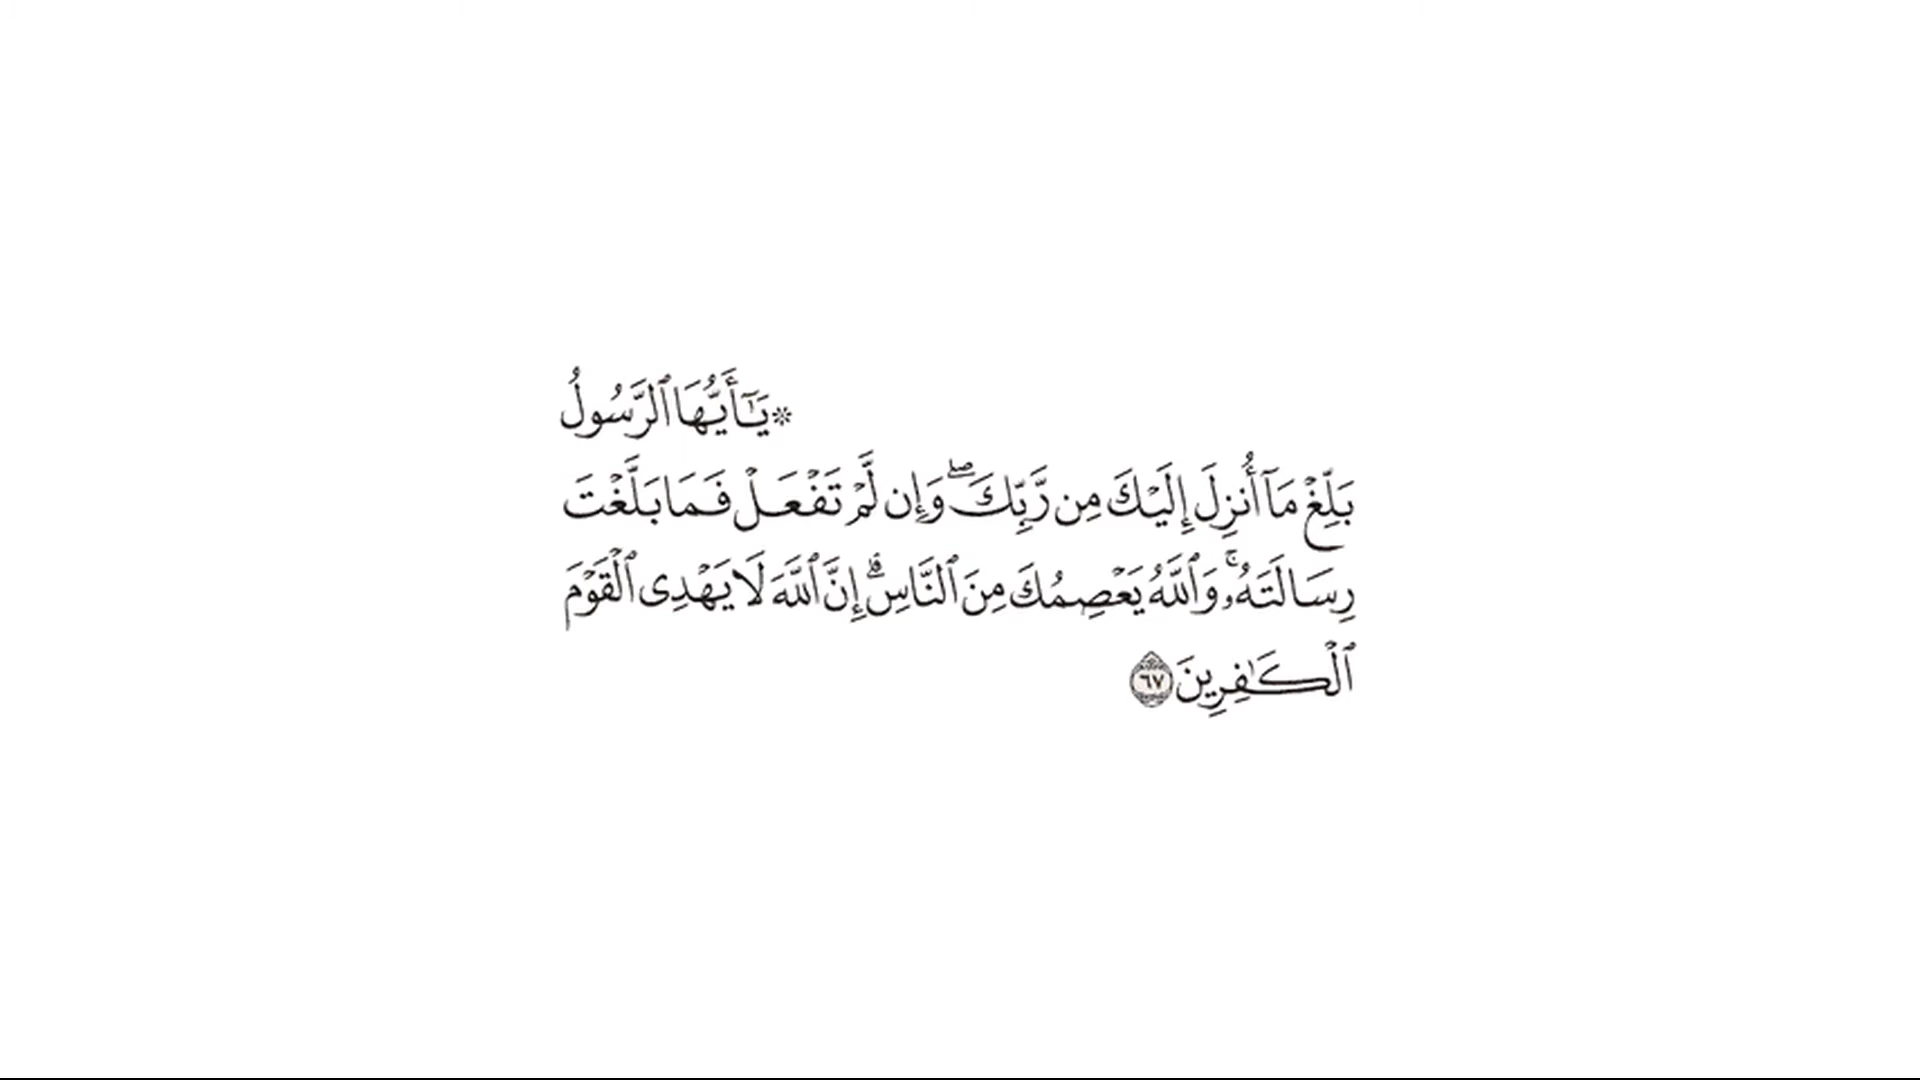 ۞ يَـٰٓأَيُّهَا ٱلرَّسُولُ
بَلِّغۡ مَآ أُنزِلَ إِلَيۡكَ مِن رَّبِّكَۖ وَإِن لَّمۡ تَفۡعَلۡ فَمَا بَلَّغۡتَ
رِسَالَتَهُۥۚ وَٱللَّهُ يَعۡصِمُكَ مِنَ ٱلنَّاسِۗ إِنَّ ٱللَّهَ لَا يَهۡدِى ٱلۡقَوۡمَ
ٱلۡكَـٰفِرِينَ ٦٧